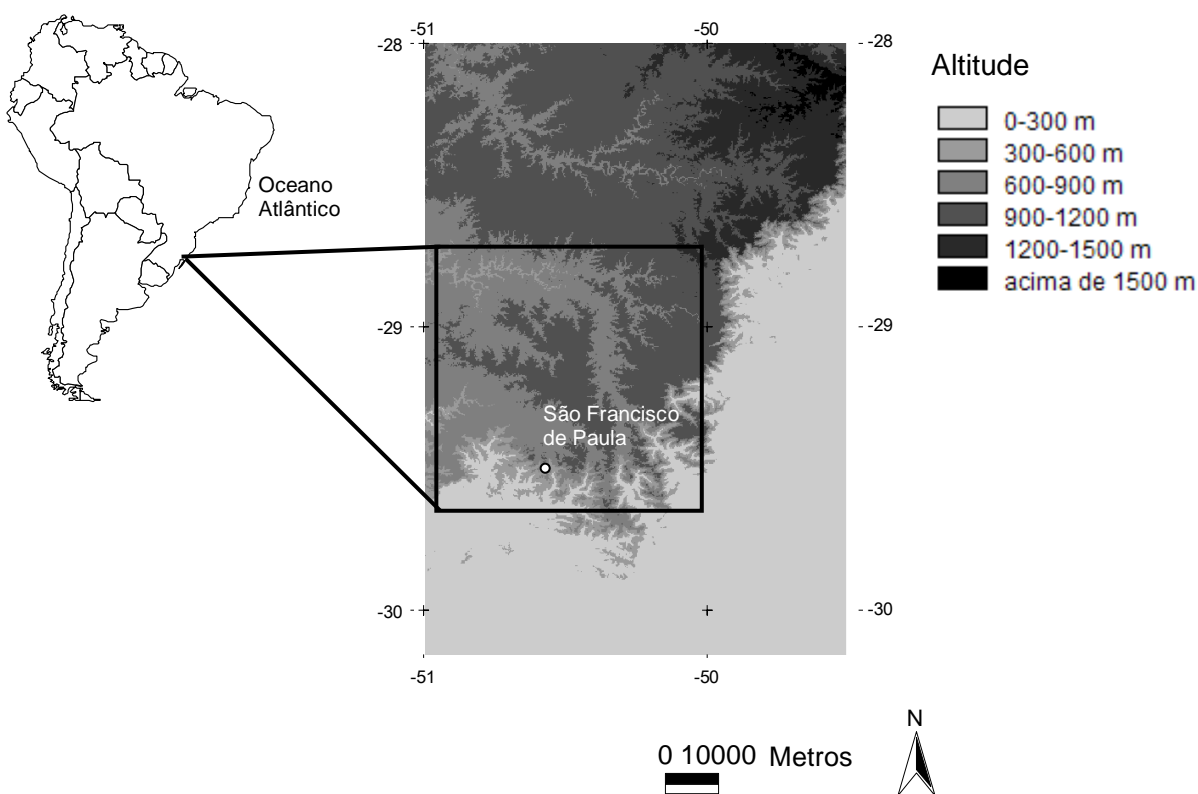 -51
-50
-28
-28
Altitude
0-300 m
300-600 m
600-900 m
900-1200 m
1200-1500 m
acima de 1500 m
Oceano
Atlântico
-29
-29
São Francisco
de Paula
-30
-30
-51
-50
N
0 10000 Metros